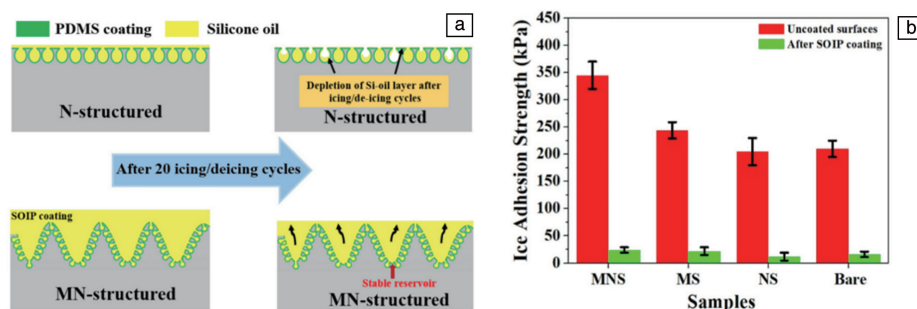 PDMS coating
Silicone oil
a
N-structured
Depletion of Si-oil layer after
icing/de-icing cycles
N-structured
After 20 icing/deicing cycles
SOIP coating
MN-structured
Stable reservoir
MN-structured
b
Ice Adhesion Strength (kPa)
450
400
350
300
250
200
150
100
50
0
Uncoated surfaces
After SOIP coating
MNS
MS
NS
Bare
Samples